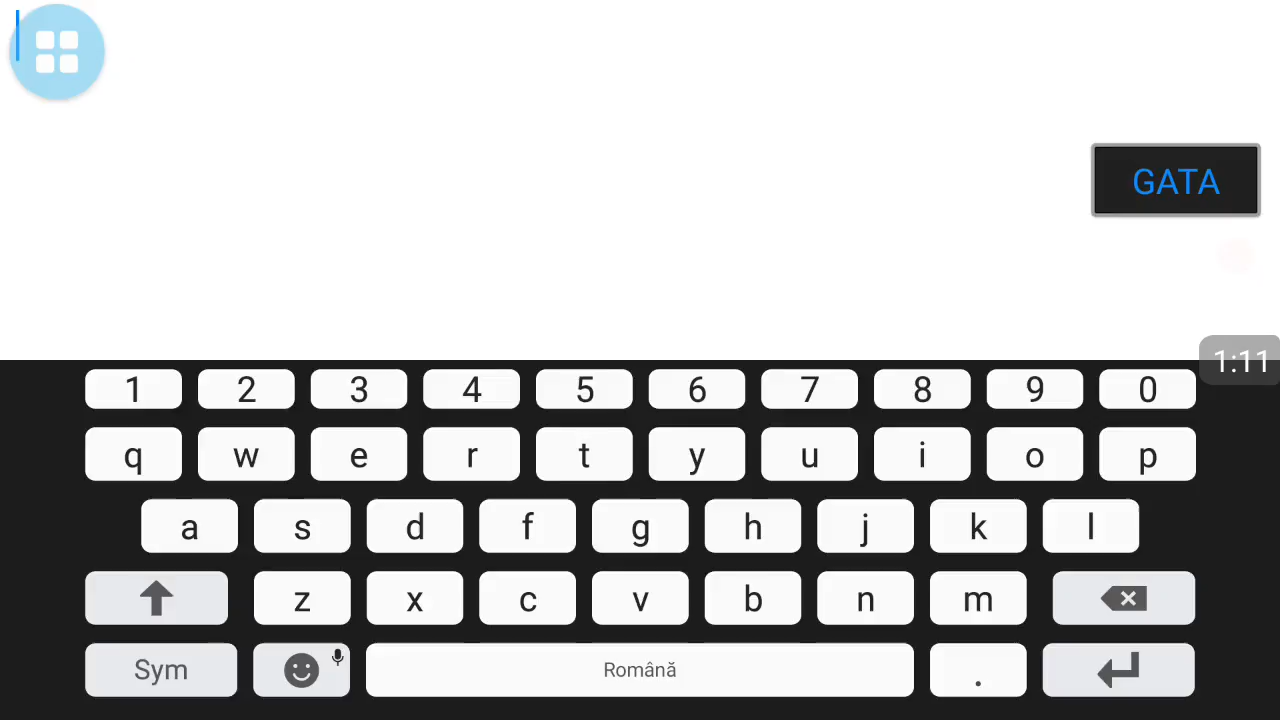 GATA
1:11
1 2 3 4 5 6 7 8 9 0
q w e r t y u i o p
a s d f g h j k l
z x c v b n m
Sym Română .